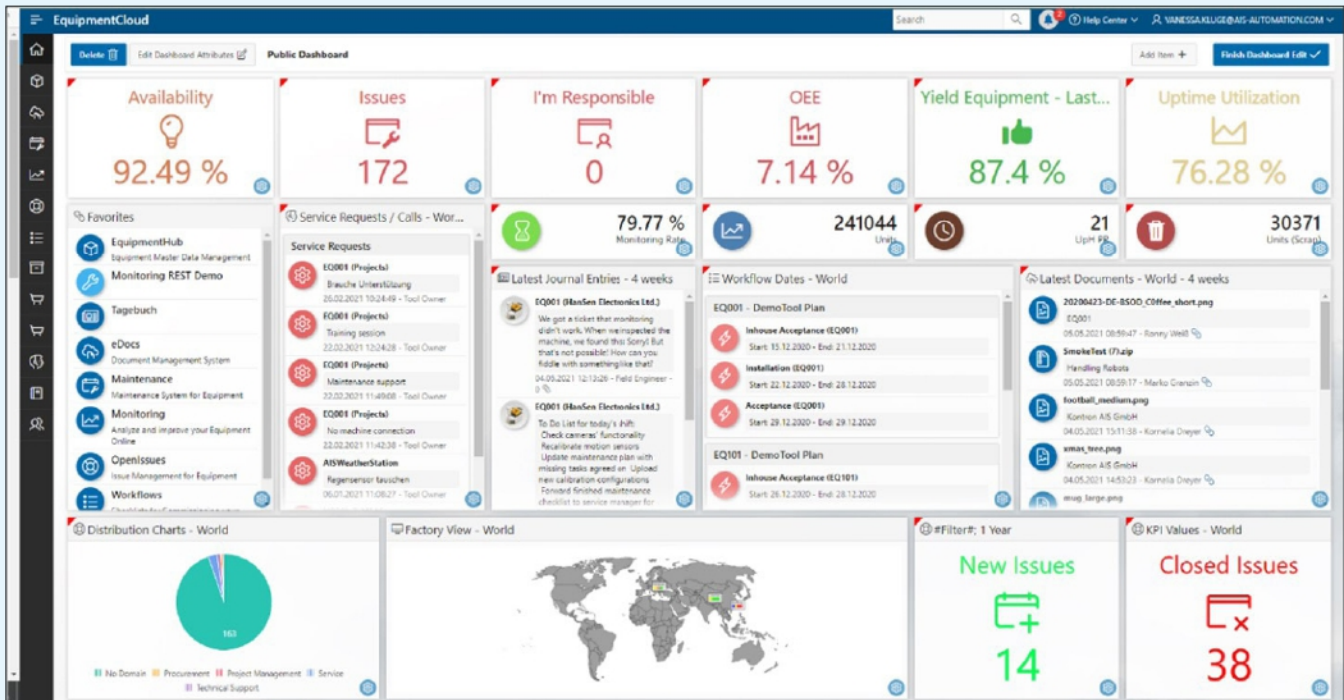 EquipmentCloud
Search
2
Help Center
VANESSA.KLUGE@AIS-AUTOMATION.COM
Delete
Edit Dashboard Attributes
Public Dashboard
Add Item +
Finish Dashboard Edit
Availability
92.49 %
Issues
172
I'm Responsible
0
OEE
7.14 %
Yield Equipment - Last...
87.4 %
Uptime Utilization
76.28 %
Favorites
EquipmentHub
Equipment Master Data Management
Monitoring REST Demo
Tagebuch
eDocs
Document Management System
Maintenance
Maintenance System for Equipment
Monitoring
Analyze and improve your Equipment
Online
OpenIssues
Issue Management for Equipment
Workflows
Service Requests / Calls - Wor...
Service Requests
EQ001 (Projects)
Brauche Unterstützung
26.02.2021 10:24:49 - Tool Owner
EQ001 (Projects)
Training session
22.02.2021 12:24:28 - Tool Owner
EQ001 (Projects)
Maintenance support
22.02.2021 11:49:08 - Tool Owner
EQ001 (Projects)
No machine connection
22.02.2021 11:42:38 - Tool Owner
AISWeatherStation
Regensensor tauschen
06.01.2021 11:08:27 - Tool Owner
79.77 %
Monitoring Rate
241044
Units
21
UpH PR
30371
Units (Scrap)
Latest Journal Entries - 4 weeks
EQ001 (HanSen Electronics Ltd.)
We got a ticket that monitoring
didn't work. When we inspected the
machine, we found this: Sorry! But
that's not possible! How can you
fiddle with something like that?
04.05.2021 12:13:26 - Field Engineer -
0
EQ001 (HanSen Electronics Ltd.)
To Do List for today's shift:
Check cameras' functionality
Recalibrate motion sensors
Update maintenance plan with
missing tasks agreed on Upload
new calibration configurations
Forward finished maintenance
checklist to service manager for
Workflow Dates - World
EQ001 - DemoTool Plan
Inhouse Acceptance (EQ001)
Start: 15.12.2020 - End: 21.12.2020
Installation (EQ001)
Start: 22.12.2020 - End: 28.12.2020
Acceptance (EQ001)
Start: 29.12.2020 - End: 29.12.2020
EQ101 - DemoTool Plan
Inhouse Acceptance (EQ101)
Start: 26.12.2020 - End: 28.12.2020
Latest Documents - World - 4 weeks
20200423-DE-BSOD_C0ffee_short.png
EQ001
05.05.2021 08:59:47 - Ronny Weiß
SmokeTest (7).zip
Handling Robots
05.05.2021 08:59:17 - Marko Granzin
football_medium.png
Kontron AIS GmbH
04.05.2021 15:11:38 - Kornelia Dreyer
xmas_tree.png
Kontron AIS GmbH
04.05.2021 14:53:23 - Kornelia Dreyer
mug_large.png
Distribution Charts - World
163
No Domain
Procurement
Project Management
Service
Technical Support
Factory View - World
#Filter#: 1 Year
New Issues
14
KPI Values - World
Closed Issues
38